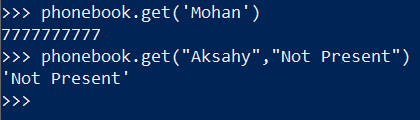 >>> phonebook.get('Mohan')
7777777777
>>> phonebook.get("Aksahy","Not Present")
'Not Present'
>>>